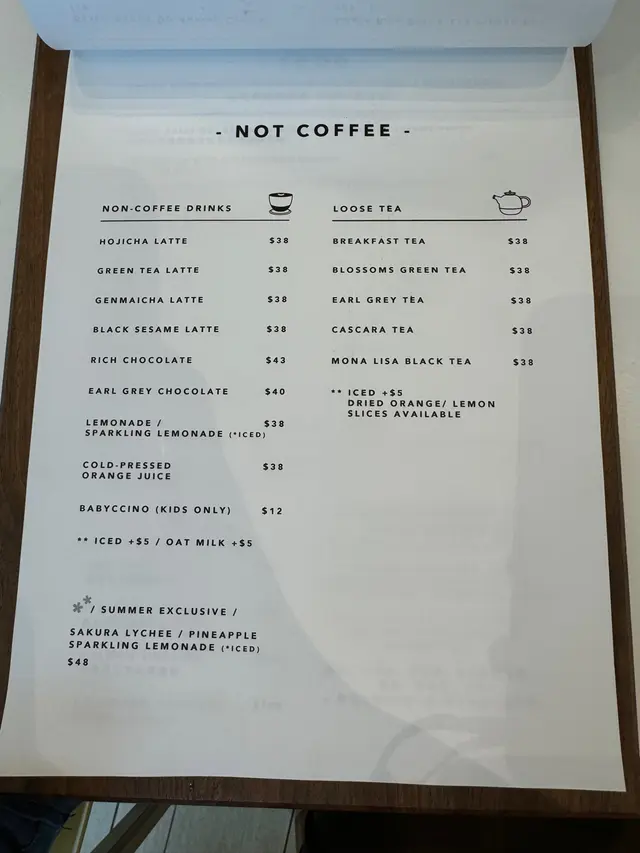 - NOT COFFEE -
NON-COFFEE DRINKS
HOJICHA LATTE $38
GREEN TEA LATTE $38
GENMAICHA LATTE $38
BLACK SESAME LATTE $38
RICH CHOCOLATE $43
EARL GREY CHOCOLATE $40
LEMONADE / $38
SPARKLING LEMONADE (*ICED)
COLD-PRESSED $38
ORANGE JUICE
BABYCCINO (KIDS ONLY) $12
** ICED +$5 / OAT MILK +$5
/ SUMMER EXCLUSIVE /
SAKURA LYCHEE / PINEAPPLE
SPARKLING LEMONADE (*ICED)
$48
LOOSE TEA
BREAKFAST TEA $38
BLOSSOMS GREEN TEA $38
EARL GREY TEA $38
CASCARA TEA $38
MONA LISA BLACK TEA $38
** ICED +$5
DRIED ORANGE/ LEMON
SLICES AVAILABLE